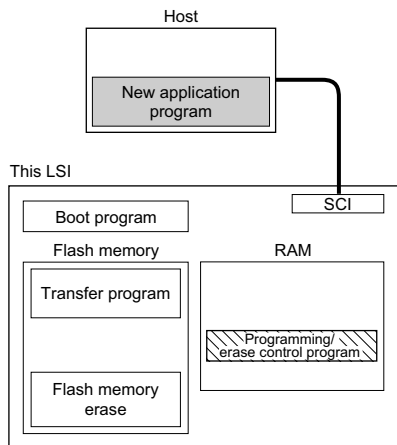 Host
New application
program
This LSI
SCI
Boot program
Flash memory
RAM
Transfer program
Programming/
erase control program
Flash memory
erase